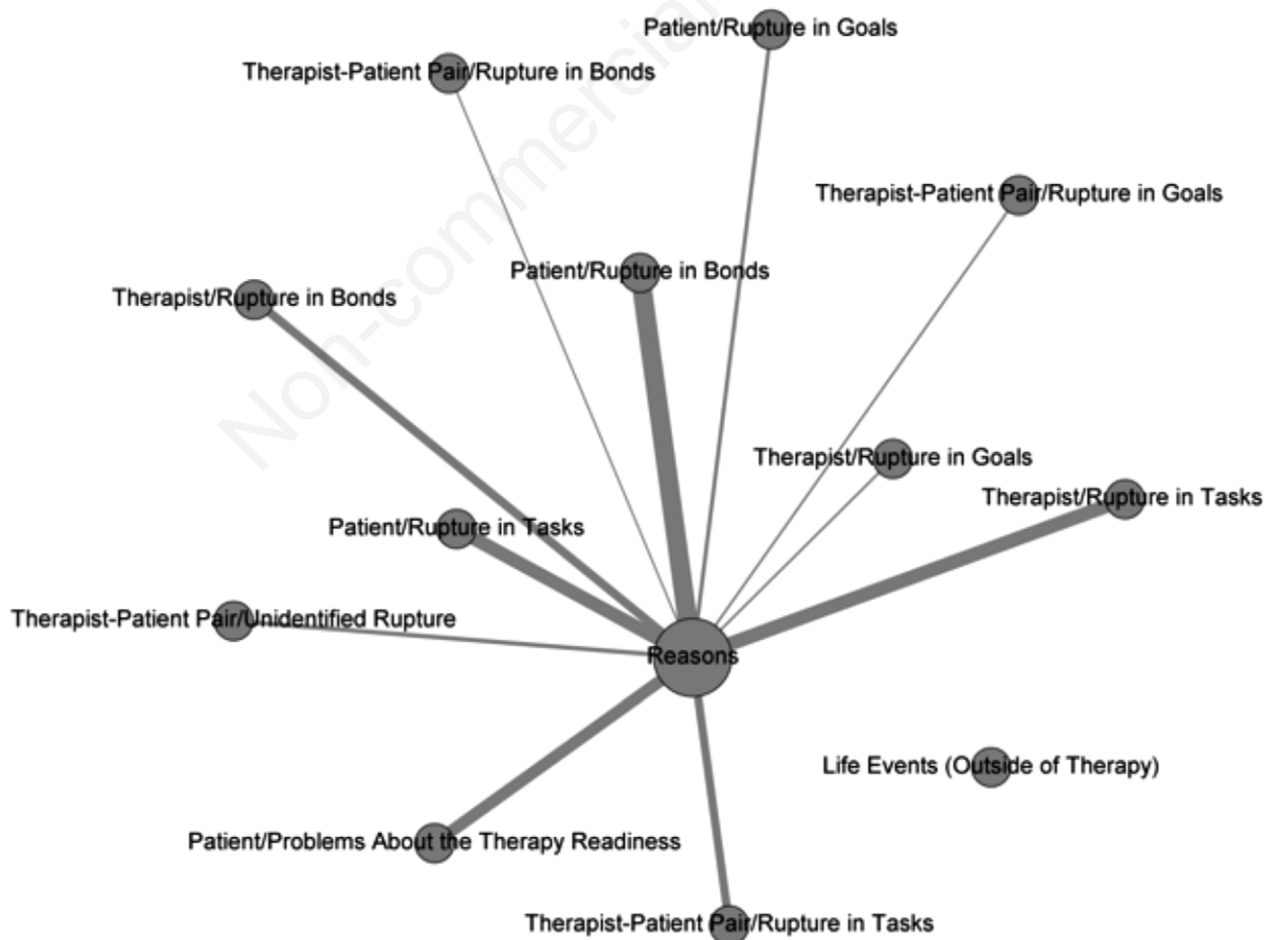 Patient/Rupture in Goals
Therapist-Patient Pair/Rupture in Bonds
Therapist-Patient Pair/Rupture in Goals
Patient/Rupture in Bonds
Therapist/Rupture in Bonds
Therapist/Rupture in Goals
Therapist/Rupture in Tasks
Patient/Rupture in Tasks
Therapist-Patient Pair/Unidentified Rupture
Reasons
Life Events (Outside of Therapy)
Patient/Problems About the Therapy Readiness
Therapist-Patient Pair/Rupture in Tasks
Non-commercial